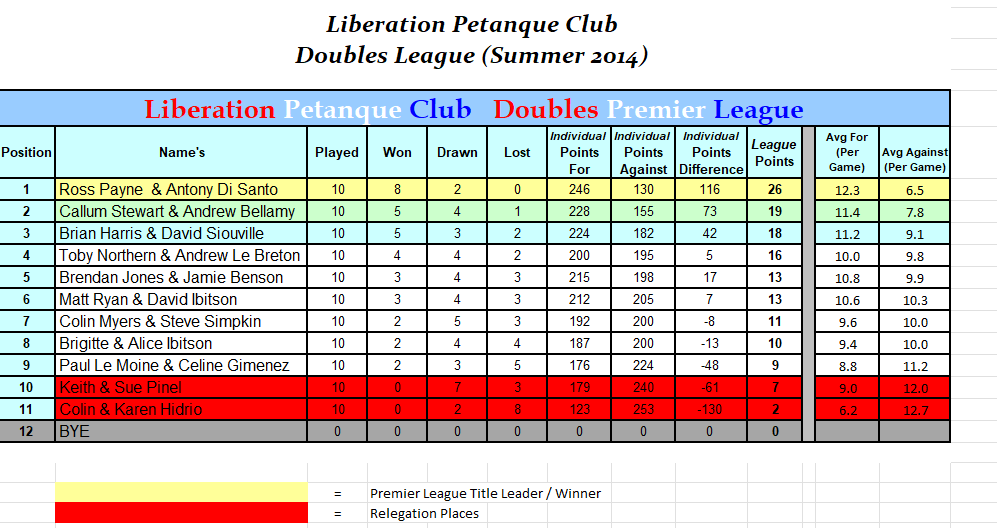 Liberation Petanque Club
Doubles League (Summer 2014)
Liberation Petanque Club Doubles Premier League
Position Name's Played Won Drawn Lost Individual Points For Individual Points Against Individual Points Difference League Points Avg For (Per Game) Avg Against (Per Game)
1 Ross Payne & Antony Di Santo 10 8 2 0 246 130 116 26 12.3 6.5
2 Callum Stewart & Andrew Bellamy 10 5 4 1 228 155 73 19 11.4 7.8
3 Brian Harris & David Siouville 10 5 3 2 224 182 42 18 11.2 9.1
4 Toby Northern & Andrew Le Breton 10 4 4 2 200 195 5 16 10.0 9.8
5 Brendan Jones & Jamie Benson 10 3 4 3 215 198 17 13 10.8 9.9
6 Matt Ryan & David Ibitson 10 3 4 3 212 205 7 13 10.6 10.3
7 Colin Myers & Steve Simpkin 10 2 5 3 192 200 -8 11 9.6 10.0
8 Brigitte & Alice Ibitson 10 2 4 4 187 200 -13 10 9.4 10.0
9 Paul Le Moine & Celine Gimenez 10 2 3 5 176 224 -48 9 8.8 11.2
10 Keith & Sue Pinel 10 0 7 3 179 240 -61 7 9.0 12.0
11 Colin & Karen Hidrio 10 0 2 8 123 253 -130 2 6.2 12.7
12 BYE 0 0 0 0 0 0 0 0
= Premier League Title Leader / Winner
= Relegation Places